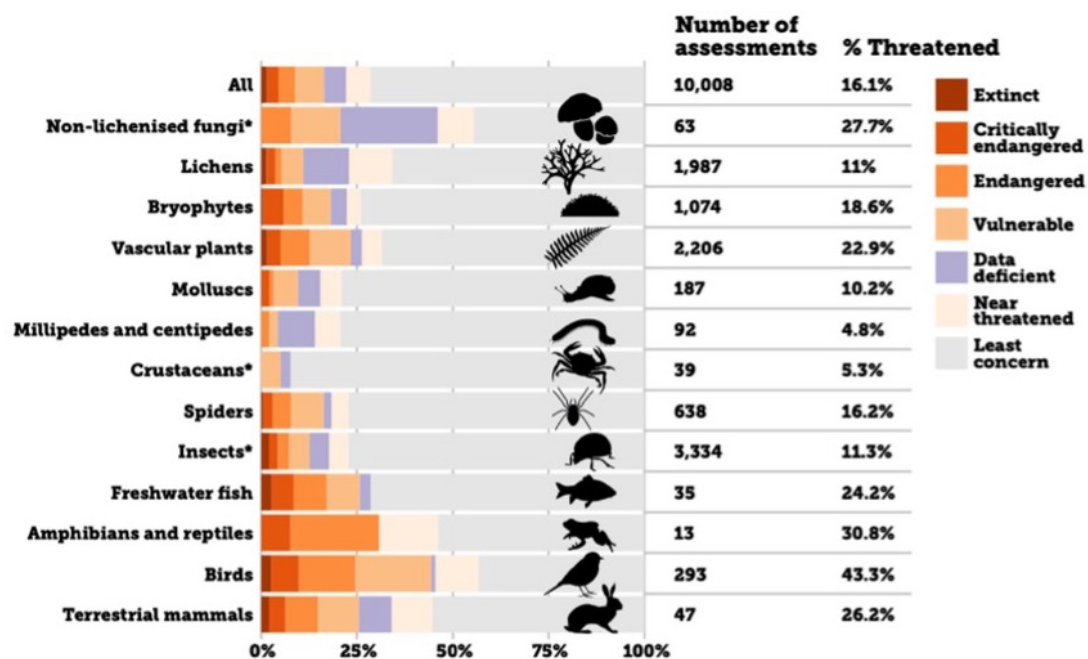 Number of assessments % Threatened
All 10,008 16.1%
Non-lichenised fungi* 63 27.7%
Lichens 1,987 11%
Bryophytes 1,074 18.6%
Vascular plants 2,206 22.9%
Molluscs 187 10.2%
Millipedes and centipedes 92 4.8%
Crustaceans* 39 5.3%
Spiders 638 16.2%
Insects* 3,334 11.3%
Freshwater fish 35 24.2%
Amphibians and reptiles 13 30.8%
Birds 293 43.3%
Terrestrial mammals 47 26.2%
0% 25% 50% 75% 100%
Extinct
Critically
endangered
Endangered
Vulnerable
Data
deficient
Near
threatened
Least
concern